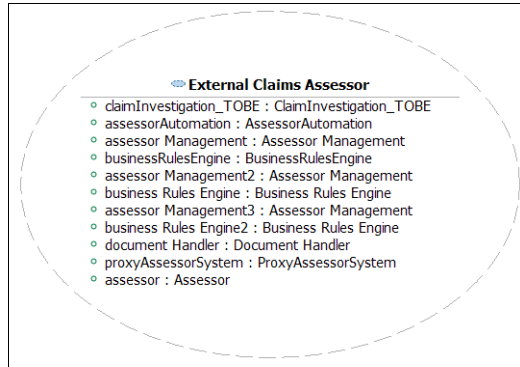 External Claims Assessor
claimInvestigation_TOBE : ClaimInvestigation_TOBE
assessorAutomation : AssessorAutomation
assessor Management : Assessor Management
businessRulesEngine : BusinessRulesEngine
assessor Management2 : Assessor Management
business Rules Engine : Business Rules Engine
assessor Management3 : Assessor Management
business Rules Engine2 : Business Rules Engine
document Handler : Document Handler
proxyAssessorSystem : ProxyAssessorSystem
assessor : Assessor